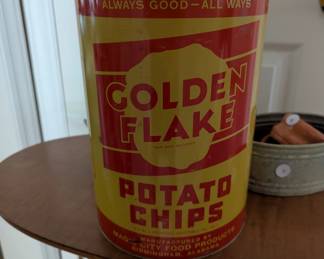 ALWAYS GOOD—ALL WAYS
GOLDEN
FLAKE
POTATO
CHIPS
MANUFACTURED BY
MAGIC CITY FOOD PRODUCTS
BIRMINGHAM, ALABAMA